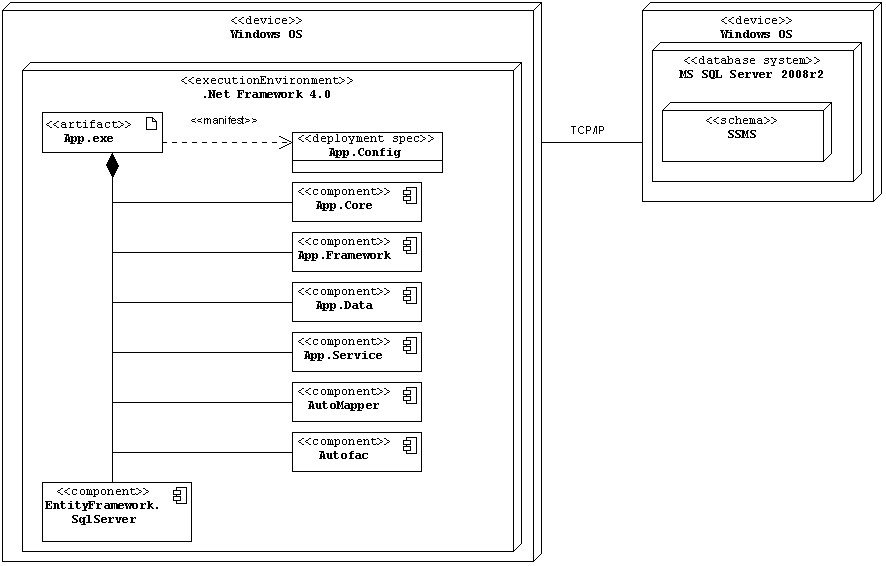 <<device>>
Windows OS
<<executionEnvironment>>
.Net Framework 4.0
<<artifact>>
App.exe
<<manifest>>
<<deployment spec>>
App.Config
<<component>>
App.Core
<<component>>
App.Framework
<<component>>
App.Data
<<component>>
App.Service
<<component>>
AutoMapper
<<component>>
Autofac
<<component>>
EntityFramework.
SqlServer
TCP/IP
<<device>>
Windows OS
<<database system>>
MS SQL Server 2008r2
<<schema>>
SSMS